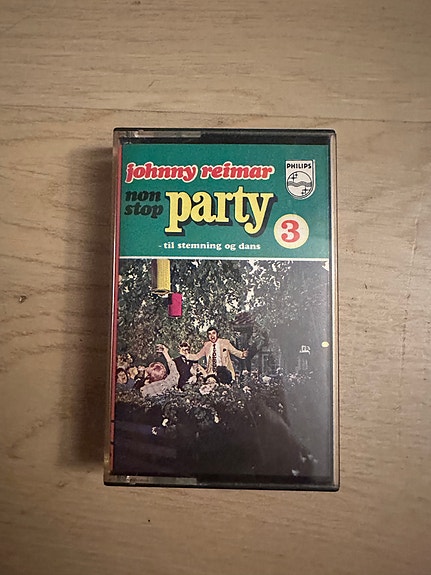 johnny reimar
PHILIPS
non
stop
party
3
- til stemning og dans